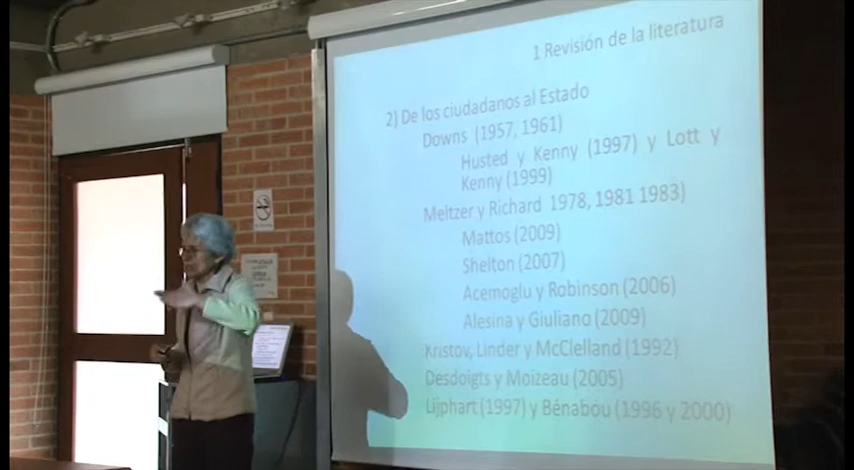 1 Revisión de la literatura
2) De los ciudadanos al Estado
Downs (1957, 1961)
Husted y Kenny (1997) y Lott y
Kenny (1999)
Meltzer y Richard 1978, 1981 1983)
Mattos (2009)
Shelton (2007)
Acemoglu y Robinson (2006)
Alesina y Giuliano (2009)
Kristov, Linder y McClelland (1992)
Desdoigts y Moizeau (2005)
Lijphart (1997) y Bénabou (1996 y 2000)